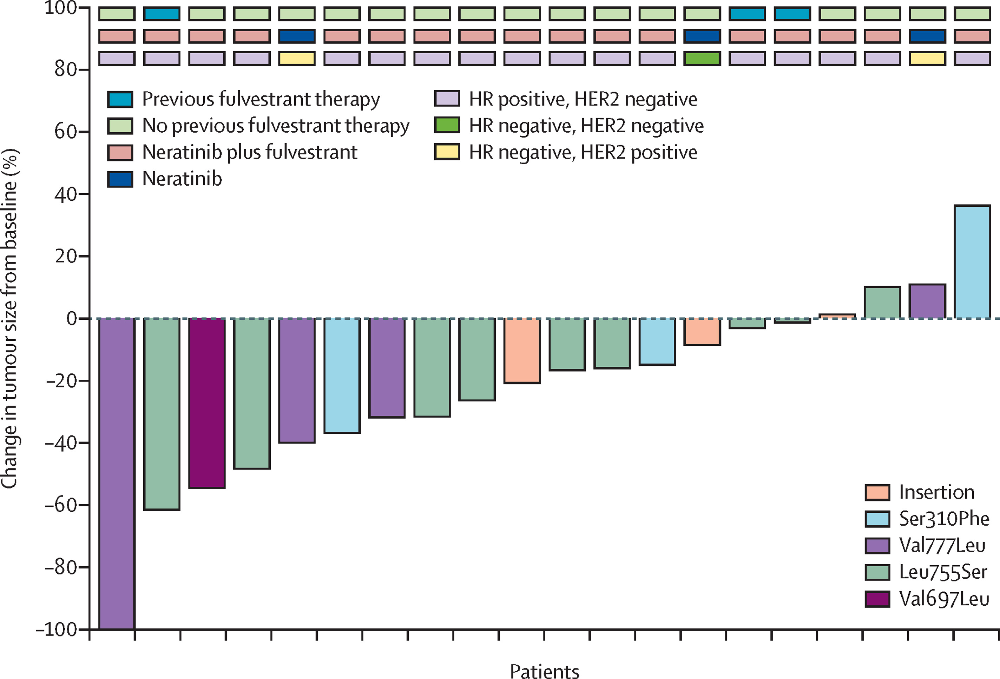 100
80
60
40
20
0
–20
–40
–60
–80
–100
Change in tumour size from baseline (%)
Previous fulvestrant therapy
No previous fulvestrant therapy
Neratinib plus fulvestrant
Neratinib
HR positive, HER2 negative
HR negative, HER2 negative
HR negative, HER2 positive
Insertion
Ser310Phe
Val777Leu
Leu755Ser
Val697Leu
Patients